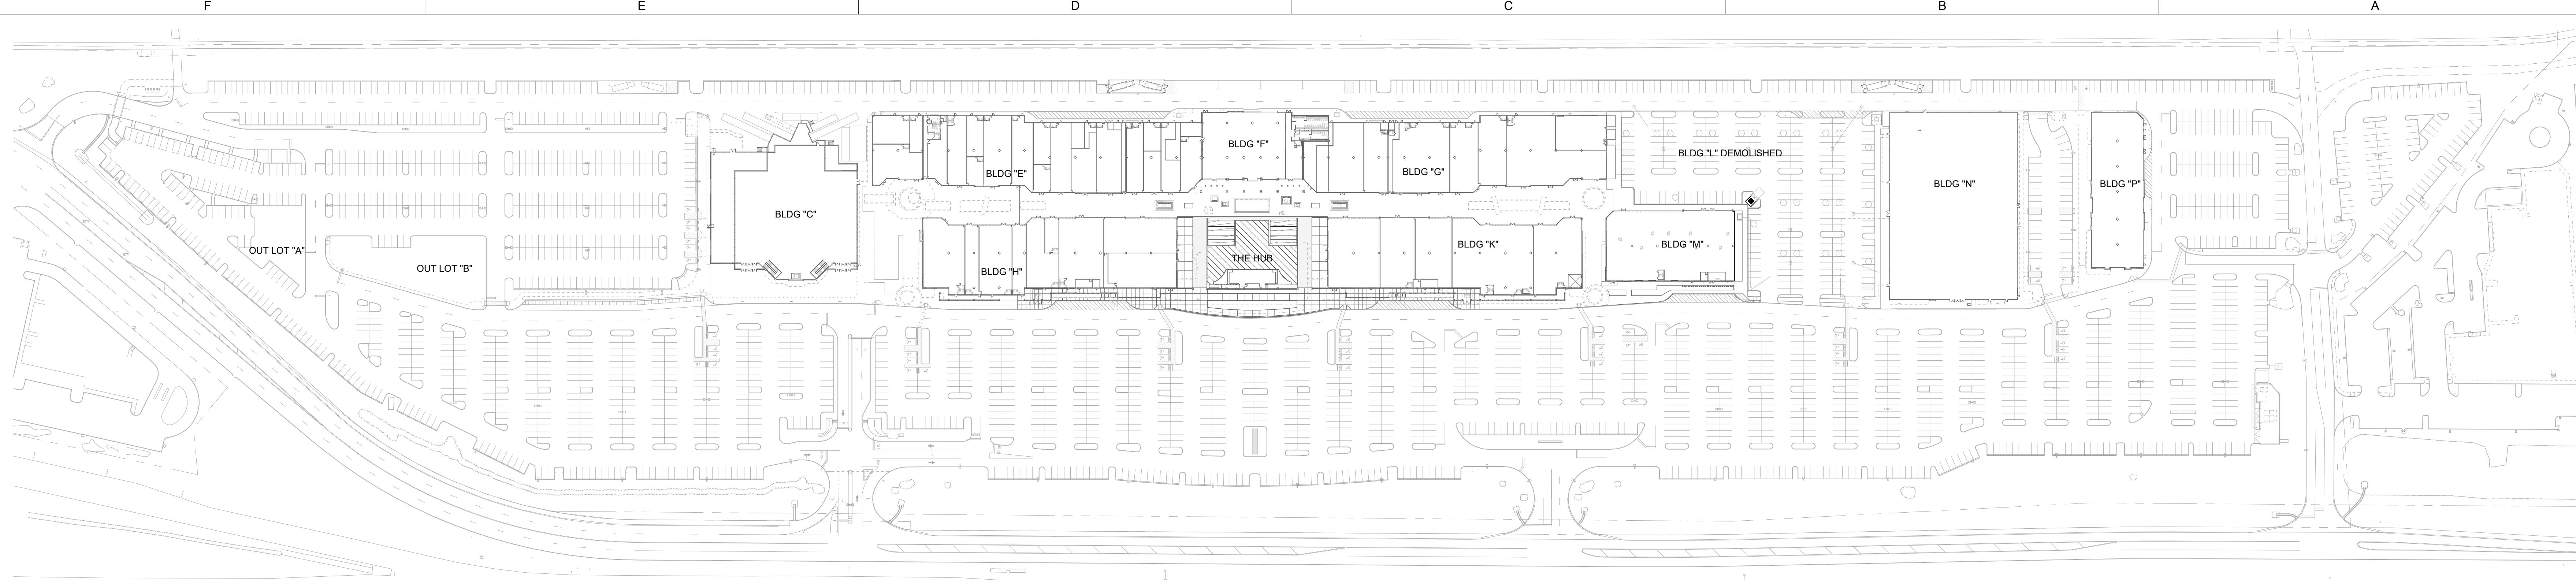 F
E
D
C
B
A
BLDG "F"
BLDG "L" DEMOLISHED
BLDG "E"
BLDG "G"
BLDG "N"
BLDG "P"
BLDG "C"
BLDG "K"
BLDG "M"
OUT LOT "A"
THE HUB
OUT LOT "B"
BLDG "H"